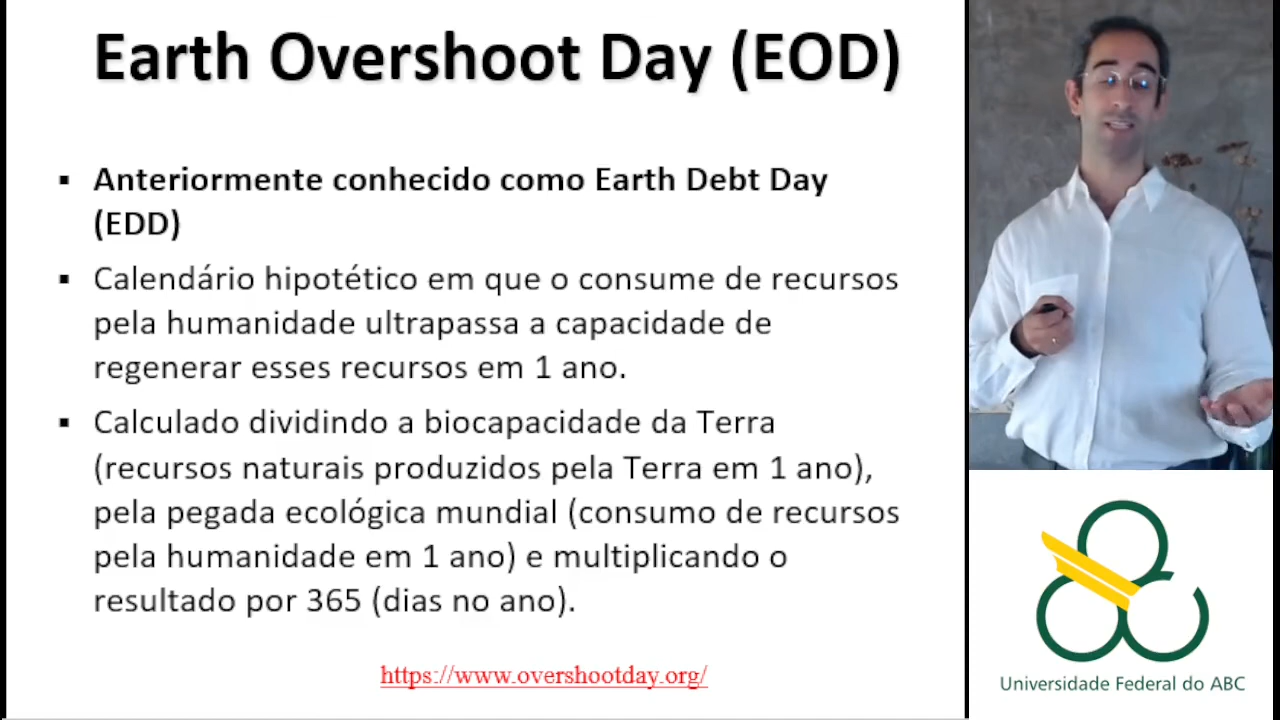 Earth Overshoot Day (EOD)
▪ Anteriormente conhecido como Earth Debt Day
(EDD)
▪ Calendário hipotético em que o consume de recursos
pela humanidade ultrapassa a capacidade de
regenerar esses recursos em 1 ano.
▪ Calculado dividindo a biocapacidade da Terra
(recursos naturais produzidos pela Terra em 1 ano),
pela pegada ecológica mundial (consumo de recursos
pela humanidade em 1 ano) e multiplicando o
resultado por 365 (dias no ano).
https://www.overshootday.org/
Universidade Federal do ABC